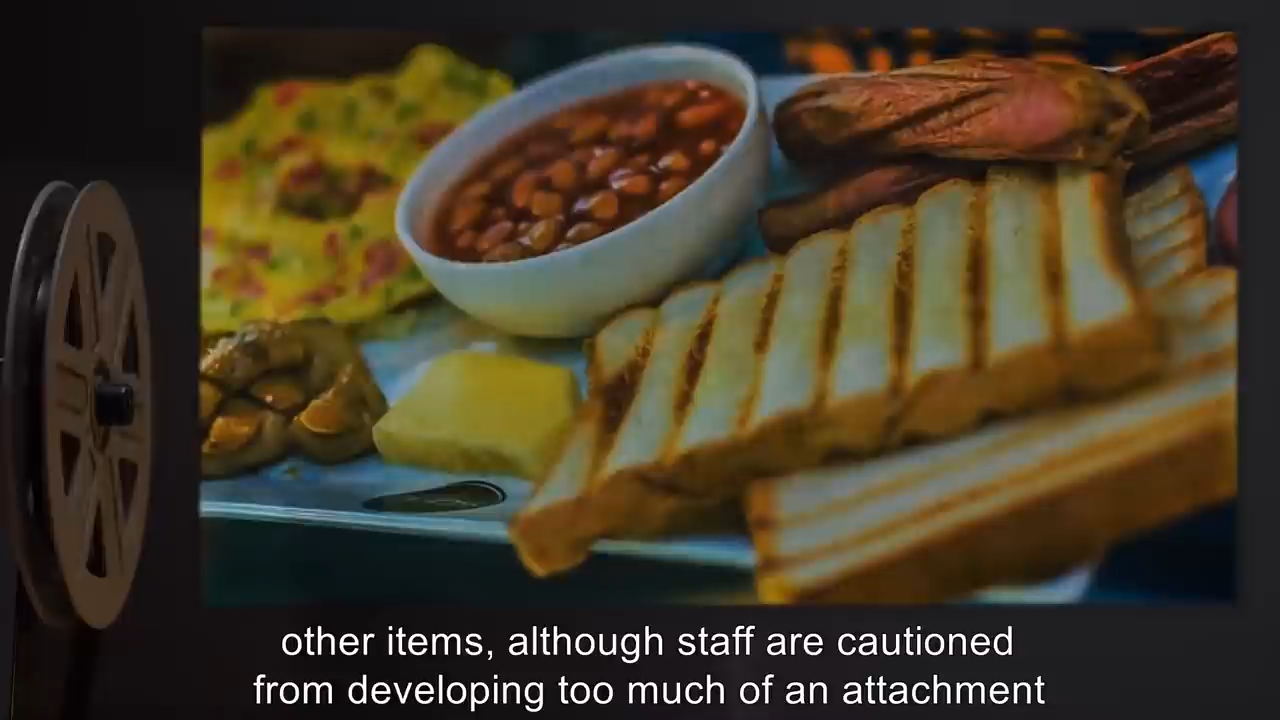 other items, although staff are cautioned
from developing too much of an attachment